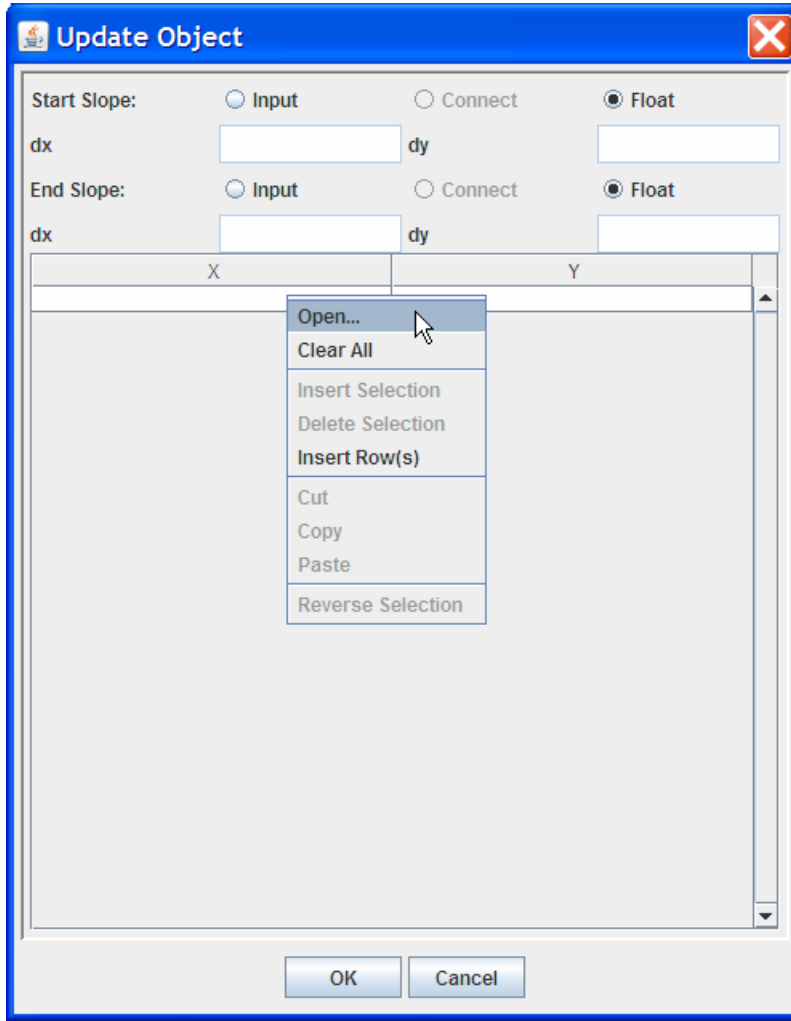 Update Object
Start Slope: Input Connect Float
dx dy
End Slope: Input Connect Float
dx dy
X Y
Open...
Clear All
Insert Selection
Delete Selection
Insert Row(s)
Cut
Copy
Paste
Reverse Selection
OK Cancel